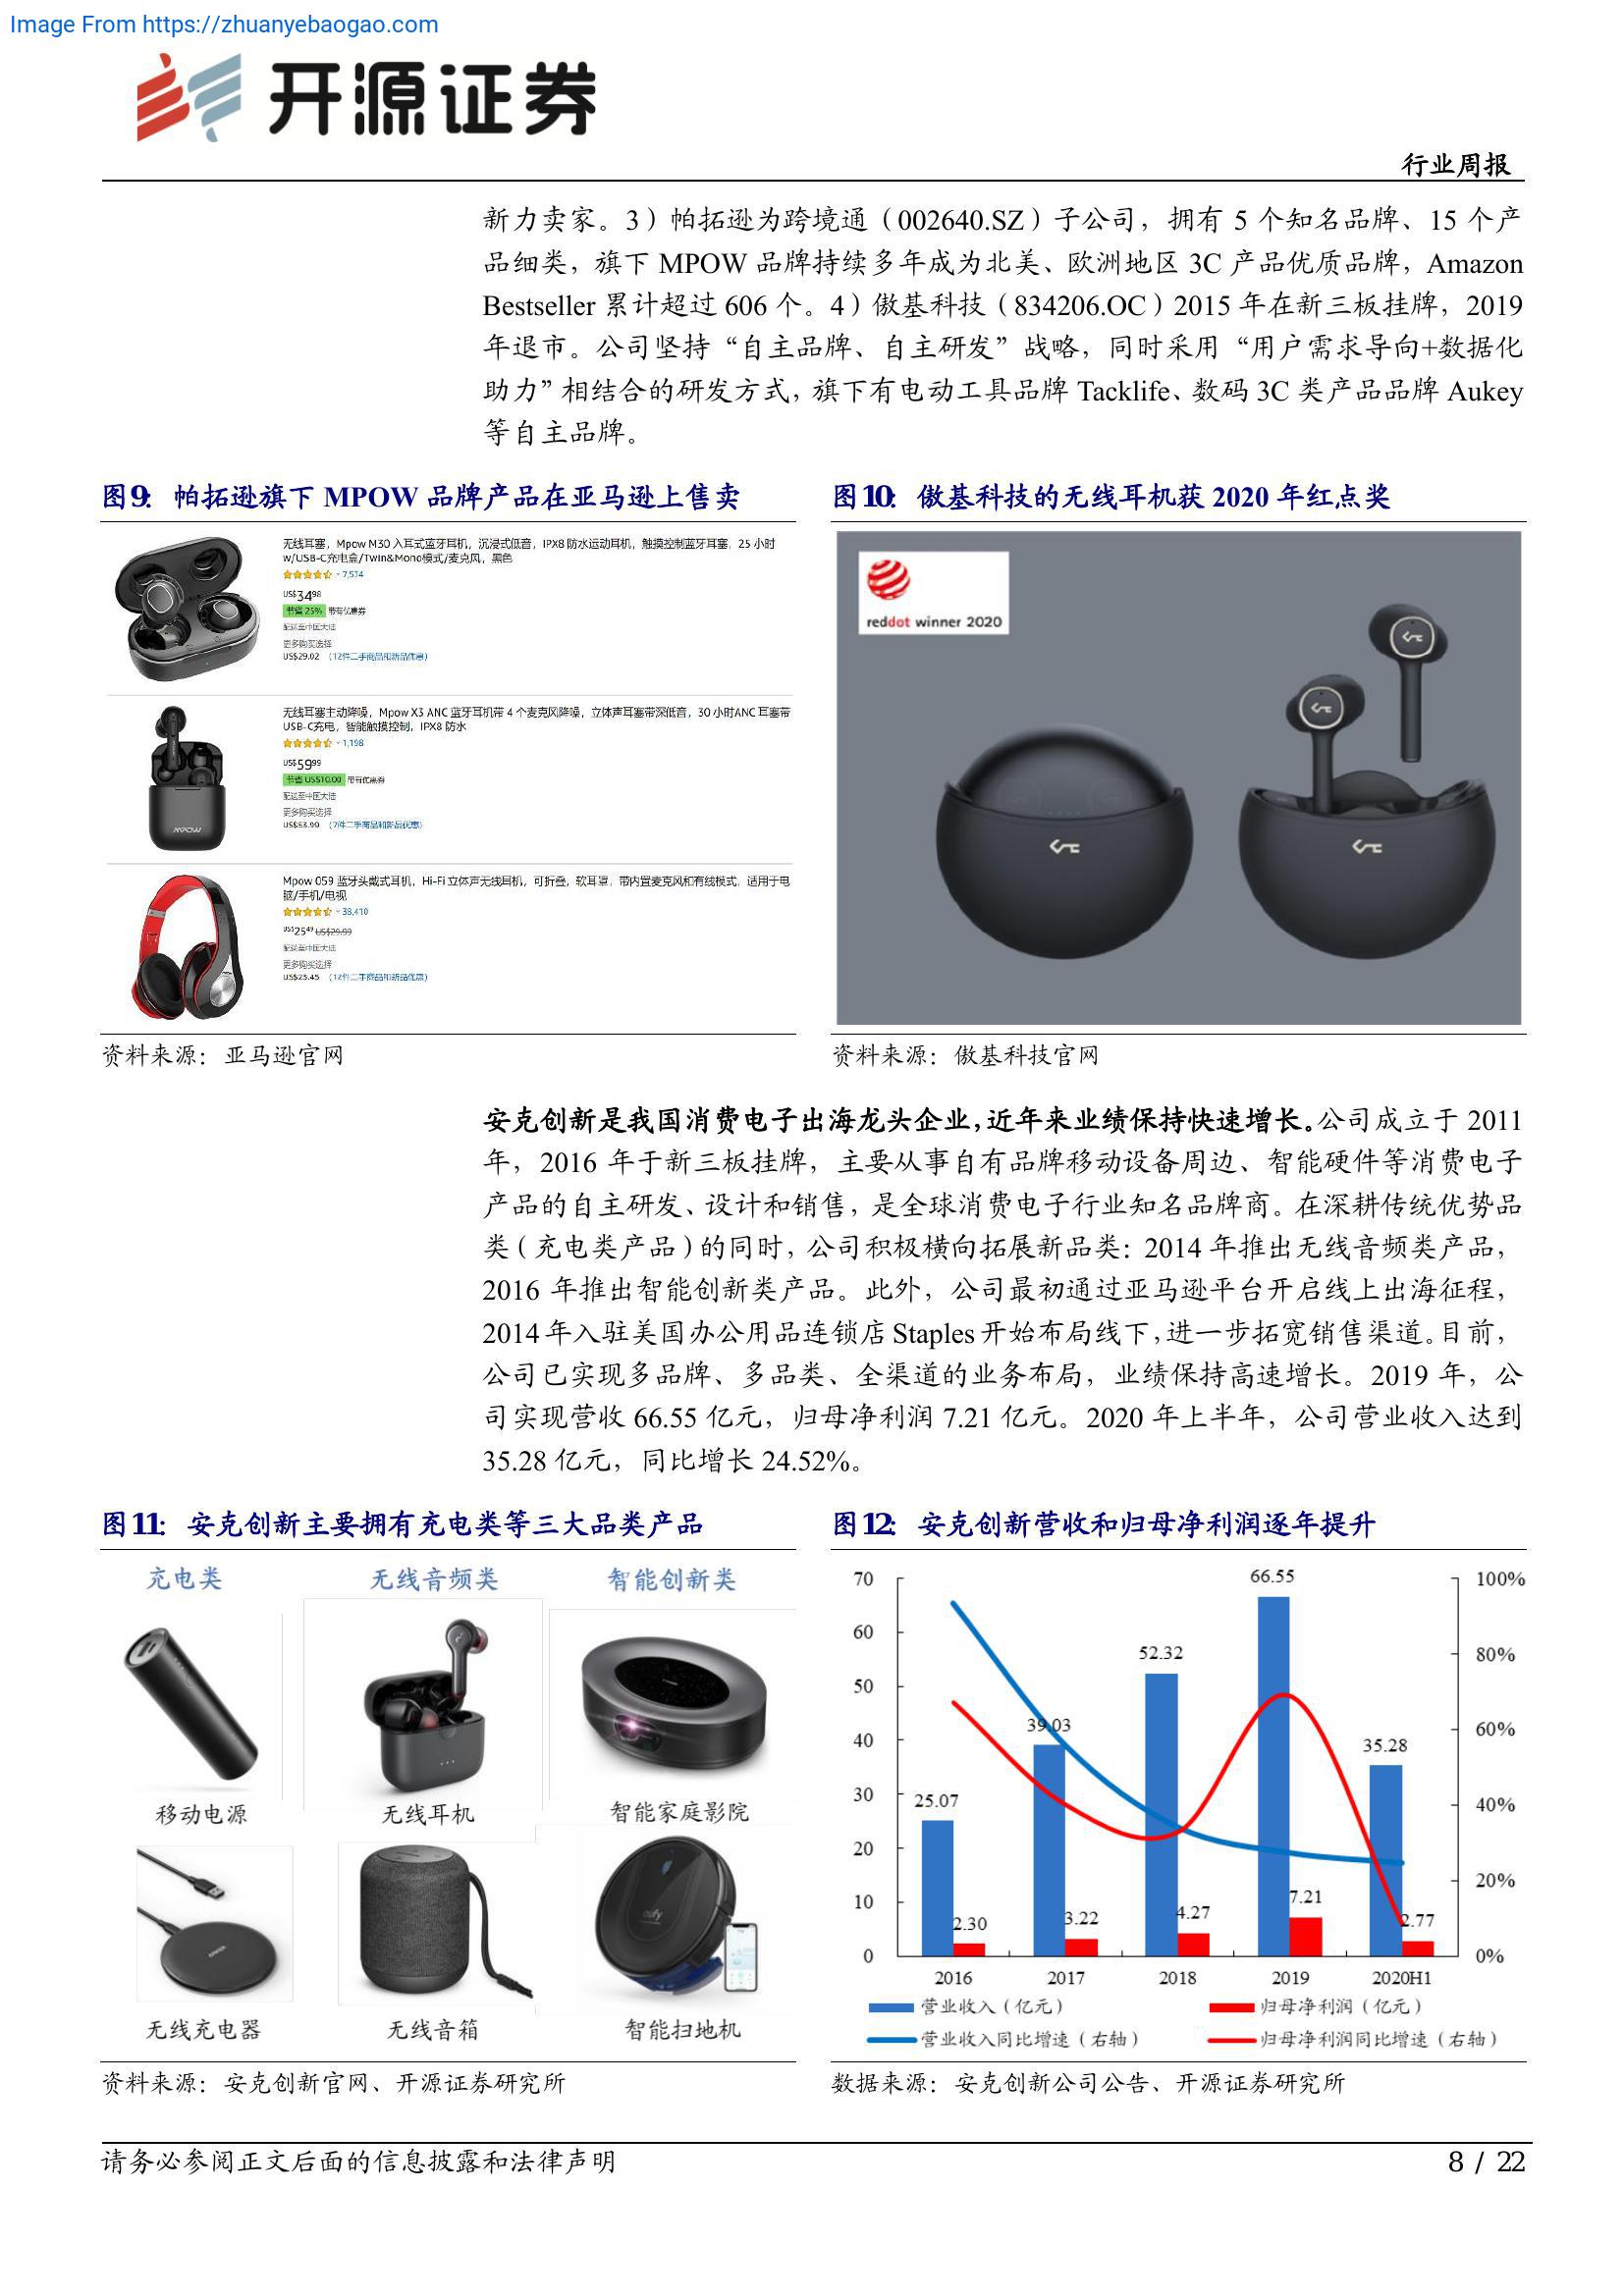 Image From https://zhuanyebaogao.com
开源证券
行业周报
新力卖家。3）帕拓逊为跨境通（002640.SZ）子公司，拥有 5 个知名品牌、15 个产
品细类，旗下 MPOW 品牌持续多年成为北美、欧洲地区 3C 产品优质品牌，Amazon
Bestseller 累计超过 606 个。4）傲基科技（834206.OC）2015 年在新三板挂牌，2019
年退市。公司坚持“自主品牌、自主研发”战略，同时采用“用户需求导向+数据化
助力”相结合的研发方式，旗下有电动工具品牌 Tacklife、数码 3C 类产品品牌 Aukey
等自主品牌。
图9：帕拓逊旗下 MPOW 品牌产品在亚马逊上售卖
无线耳塞，Mpow M30 入耳式蓝牙耳机，沉浸式低音，IPX8 防水运动耳机，触摸控制蓝牙耳塞，25 小时
w/USB-C充电盒/Twin&Mono模式/麦克风，黑色
7,574
US$34.98
节省 25% 带有优惠券
配送至中国大陆
更多购买选择
US$29.02 （12件二手商品和新品优惠）
无线耳塞主动降噪，Mpow X3 ANC 蓝牙耳机带 4 个麦克风降噪，立体声耳塞带深低音，30 小时ANC 耳塞带
USB-C充电，智能触摸控制，IPX8 防水
1,198
US$59.99
节省 US$10.00 带有优惠券
配送至中国大陆
更多购买选择
US$53.99 （7件二手商品和新品优惠）
MPOW
Mpow 059 蓝牙头戴式耳机，Hi-Fi 立体声无线耳机，可折叠，软耳罩，带内置麦克风和有线模式，适用于电
脑/手机/电视
38,410
US$25.49 US$29.99
配送至中国大陆
更多购买选择
US$23.45 （12件二手商品和新品优惠）
资料来源：亚马逊官网
图10：傲基科技的无线耳机获 2020 年红点奖
reddot winner 2020
资料来源：傲基科技官网
安克创新是我国消费电子出海龙头企业，近年来业绩保持快速增长。公司成立于 2011
年，2016 年于新三板挂牌，主要从事自有品牌移动设备周边、智能硬件等消费电子
产品的自主研发、设计和销售，是全球消费电子行业知名品牌商。在深耕传统优势品
类（充电类产品）的同时，公司积极横向拓展新品类：2014 年推出无线音频类产品，
2016 年推出智能创新类产品。此外，公司最初通过亚马逊平台开启线上出海征程，
2014 年入驻美国办公用品连锁店 Staples 开始布局线下，进一步拓宽销售渠道。目前，
公司已实现多品牌、多品类、全渠道的业务布局，业绩保持高速增长。2019 年，公
司实现营收 66.55 亿元，归母净利润 7.21 亿元。2020 年上半年，公司营业收入达到
35.28 亿元，同比增长 24.52%。
图11：安克创新主要拥有充电类等三大品类产品
充电类 无线音频类 智能创新类
移动电源 无线耳机 智能家庭影院
eufy
无线充电器 无线音箱 智能扫地机
资料来源：安克创新官网、开源证券研究所
图12：安克创新营收和归母净利润逐年提升
70
60
50
40
30
20
10
0
100%
80%
60%
40%
20%
0%
25.07
39.03
52.32
66.55
35.28
2.30
3.22
4.27
7.21
2.77
2016 2017 2018 2019 2020H1
营业收入（亿元） 归母净利润（亿元）
营业收入同比增速（右轴） 归母净利润同比增速（右轴）
数据来源：安克创新公司公告、开源证券研究所
请务必参阅正文后面的信息披露和法律声明
8 / 22